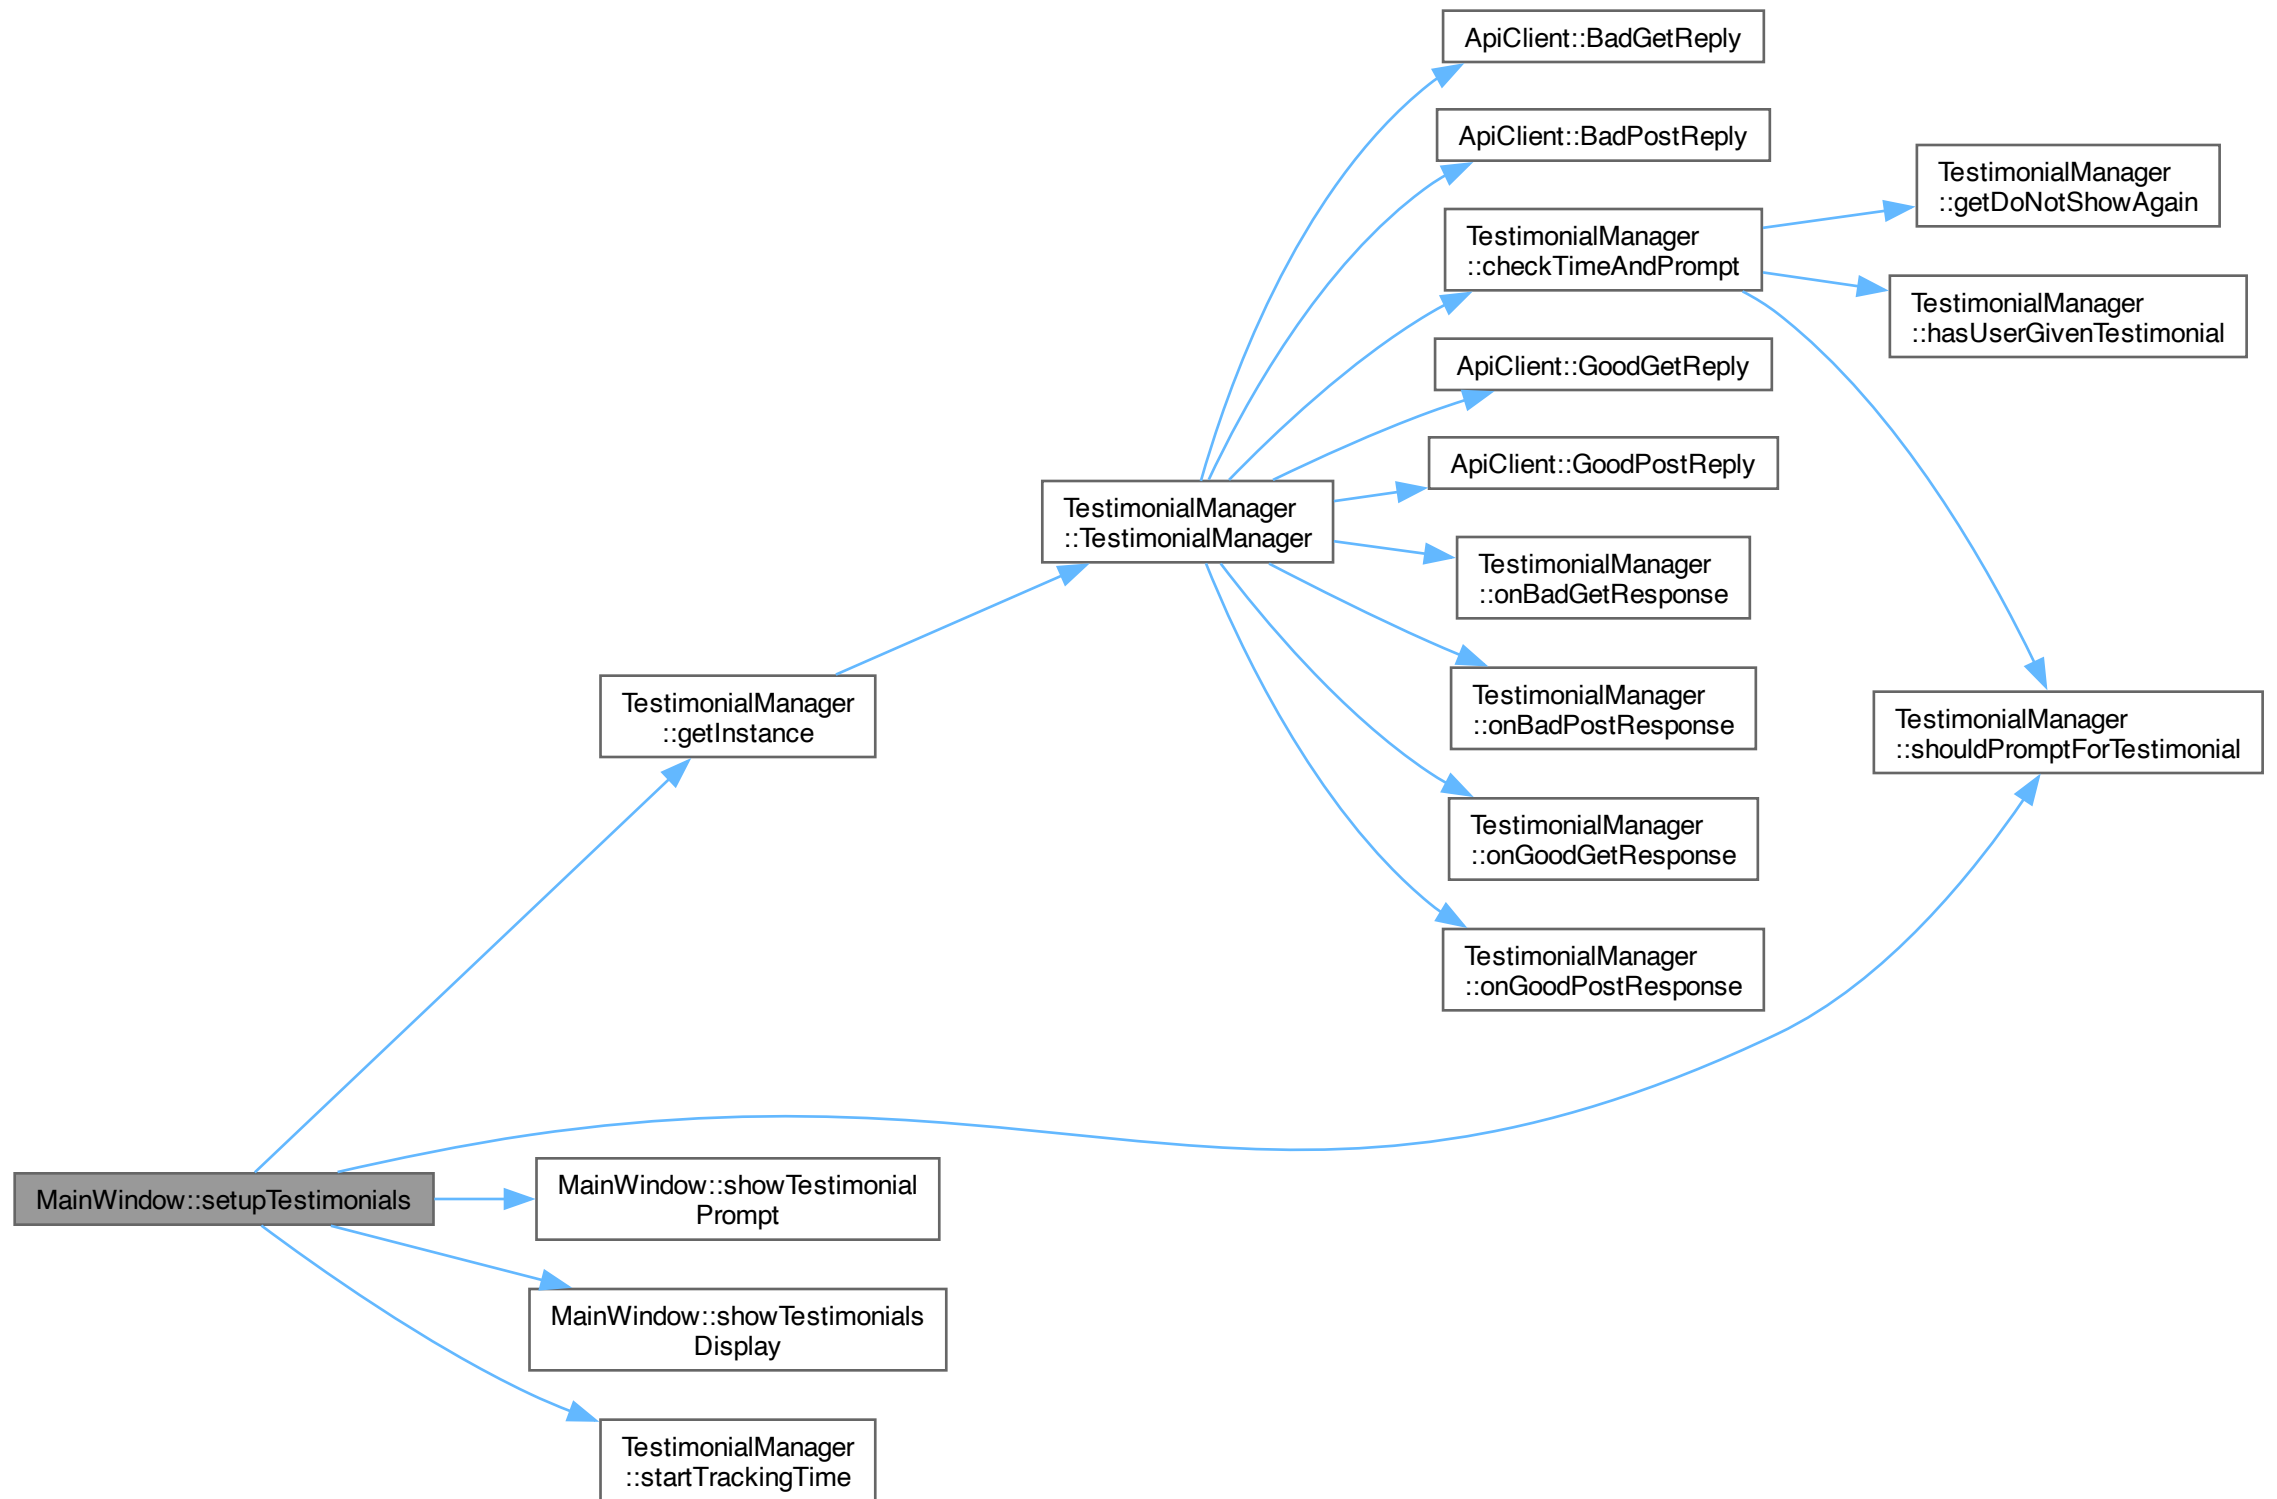 ApiClient::BadGetReply
ApiClient::BadPostReply
TestimonialManager
::getDoNotShowAgain
TestimonialManager
::checkTimeAndPrompt
TestimonialManager
::hasUserGivenTestimonial
ApiClient::GoodGetReply
ApiClient::GoodPostReply
TestimonialManager
::TestimonialManager
TestimonialManager
::onBadGetResponse
TestimonialManager
::onBadPostResponse
TestimonialManager
::getInstance
TestimonialManager
::shouldPromptForTestimonial
TestimonialManager
::onGoodGetResponse
TestimonialManager
::onGoodPostResponse
MainWindow::setupTestimonials
MainWindow::showTestimonial
Prompt
MainWindow::showTestimonials
Display
TestimonialManager
::startTrackingTime